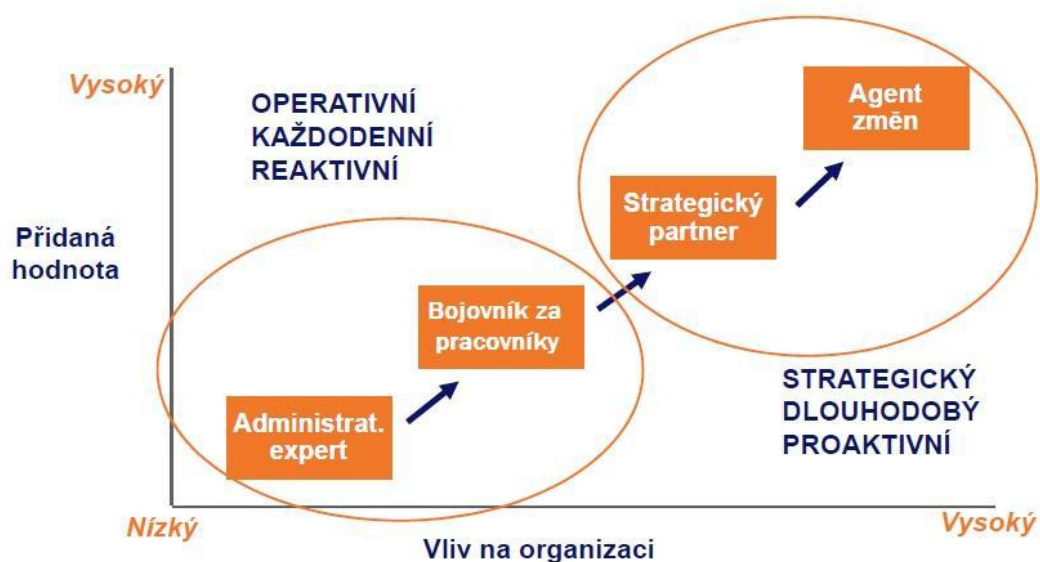 Vysoký
OPERATIVNÍ
KAŽDODENNÍ
REAKTIVNÍ
Agent
změn
Strategický
partner
Přidaná
hodnota
Bojovník za
pracovníky
Administrat.
expert
STRATEGICKÝ
DLOUHODOBÝ
PROAKTIVNÍ
Nízký
Vysoký
Vliv na organizaci